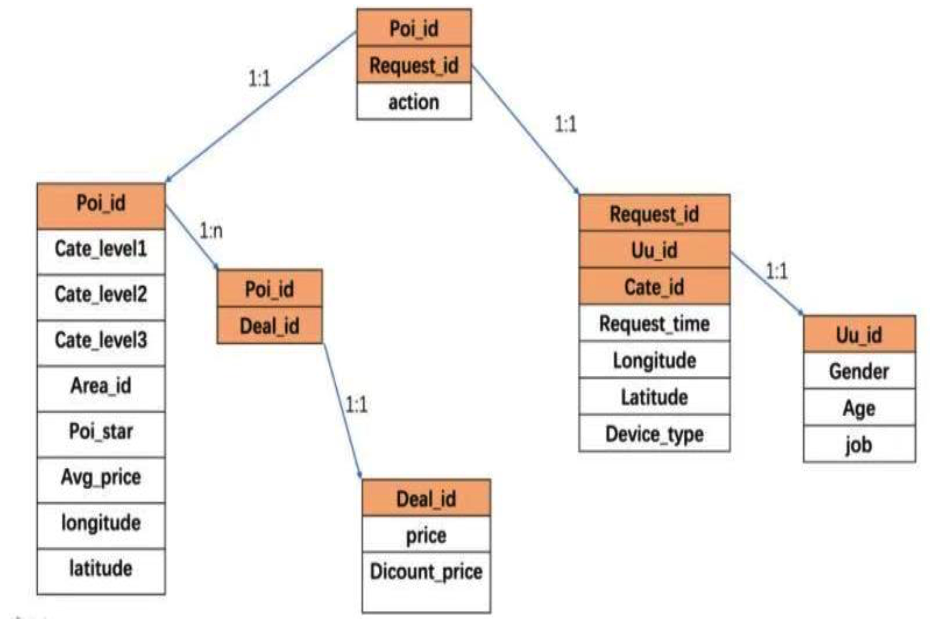 Poi_id
Request_id
action
1:1
1:1
Poi_id
Cate_level1
Cate_level2
Cate_level3
Area_id
Poi_star
Avg_price
longitude
latitude
1:n
Poi_id
Deal_id
1:1
Deal_id
price
Dicount_price
Request_id
Uu_id
Cate_id
Request_time
Longitude
Latitude
Device_type
1:1
Uu_id
Gender
Age
job